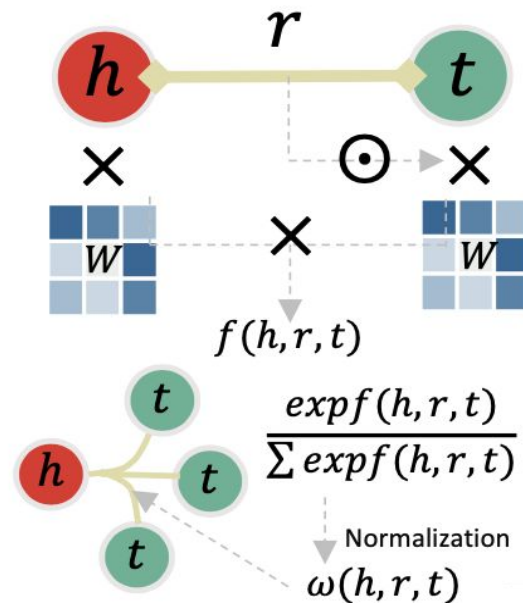 r
h t
× ⊙ ×
W × W
f(h,r,t)
t
h t
t
expf(h,r,t)
∑ expf(h,r,t)
Normalization
ω(h,r,t)